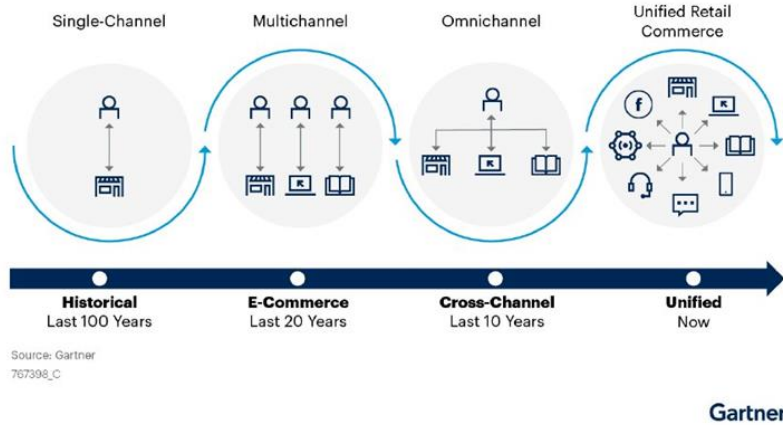 Single-Channel
Multichannel
Omnichannel
Unified Retail
Commerce
f
Historical
Last 100 Years
E-Commerce
Last 20 Years
Cross-Channel
Last 10 Years
Unified
Now
Source: Gartner
767398_C
Gartner